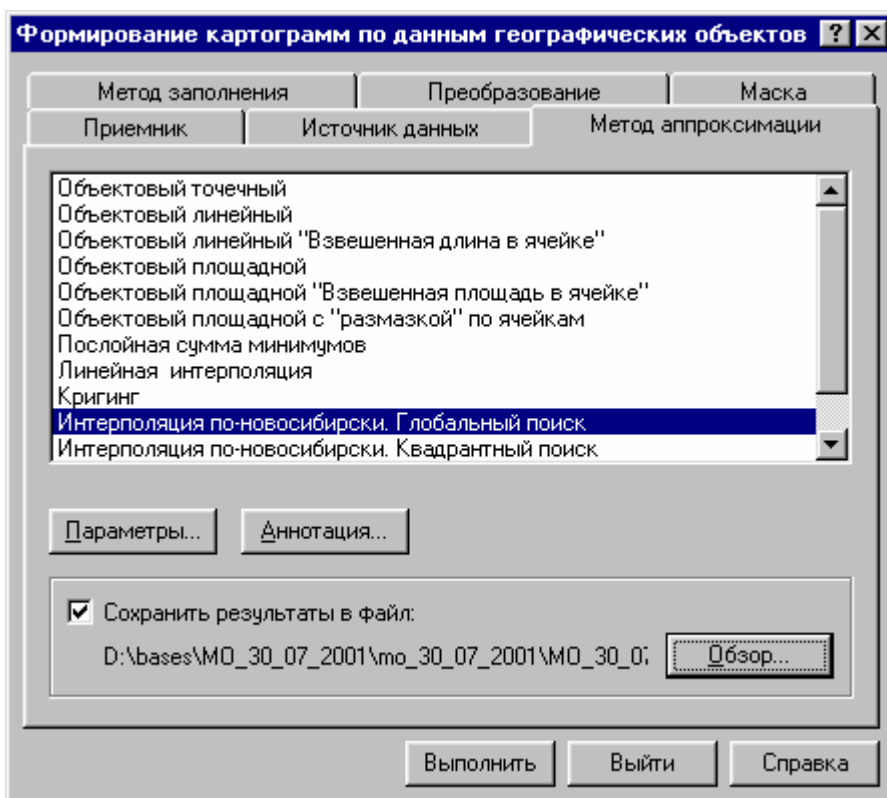 Формирование картограмм по данным географических объектов
Метод заполнения Преобразование Маска
Приемник Источник данных Метод аппроксимации
Объектовый точечный
Объектовый линейный
Объектовый линейный "Взвешенная длина в ячейке"
Объектовый площадной
Объектовый площадной "Взвешенная площадь в ячейке"
Объектовый площадной с "размазкой" по ячейкам
Послойная сумма минимумов
Линейная интерполяция
Кригинг
Интерполяция по-новосибирски. Глобальный поиск
Интерполяция по-новосибирски. Квадрантный поиск
Параметры... Аннотация...
Сохранить результаты в файл:
D:\bases\MO_30_07_2001\mo_30_07_2001\MO_30_07 Обзор...
Выполнить Выйти Справка